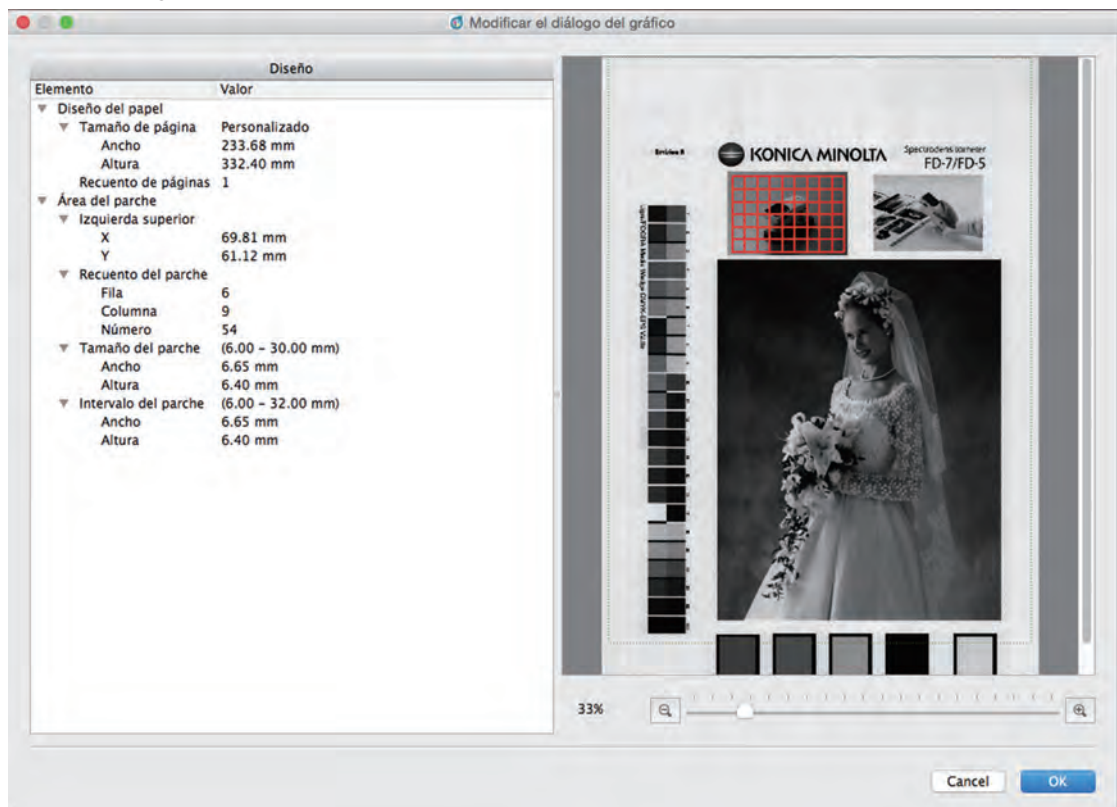 Modificar el diálogo del gráfico
Diseño
Elemento Valor
Diseño del papel
Tamaño de página Personalizado
Ancho 233.68 mm
Altura 332.40 mm
Recuento de páginas 1
Área del parche
Izquierda superior
X 69.81 mm
Y 61.12 mm
Recuento del parche
Fila 6
Columna 9
Número 54
Tamaño del parche (6.00 - 30.00 mm)
Ancho 6.65 mm
Altura 6.40 mm
Intervalo del parche (6.00 - 32.00 mm)
Ancho 6.65 mm
Altura 6.40 mm
KONICA MINOLTA
FD-7/FD-5
33%
Cancel OK